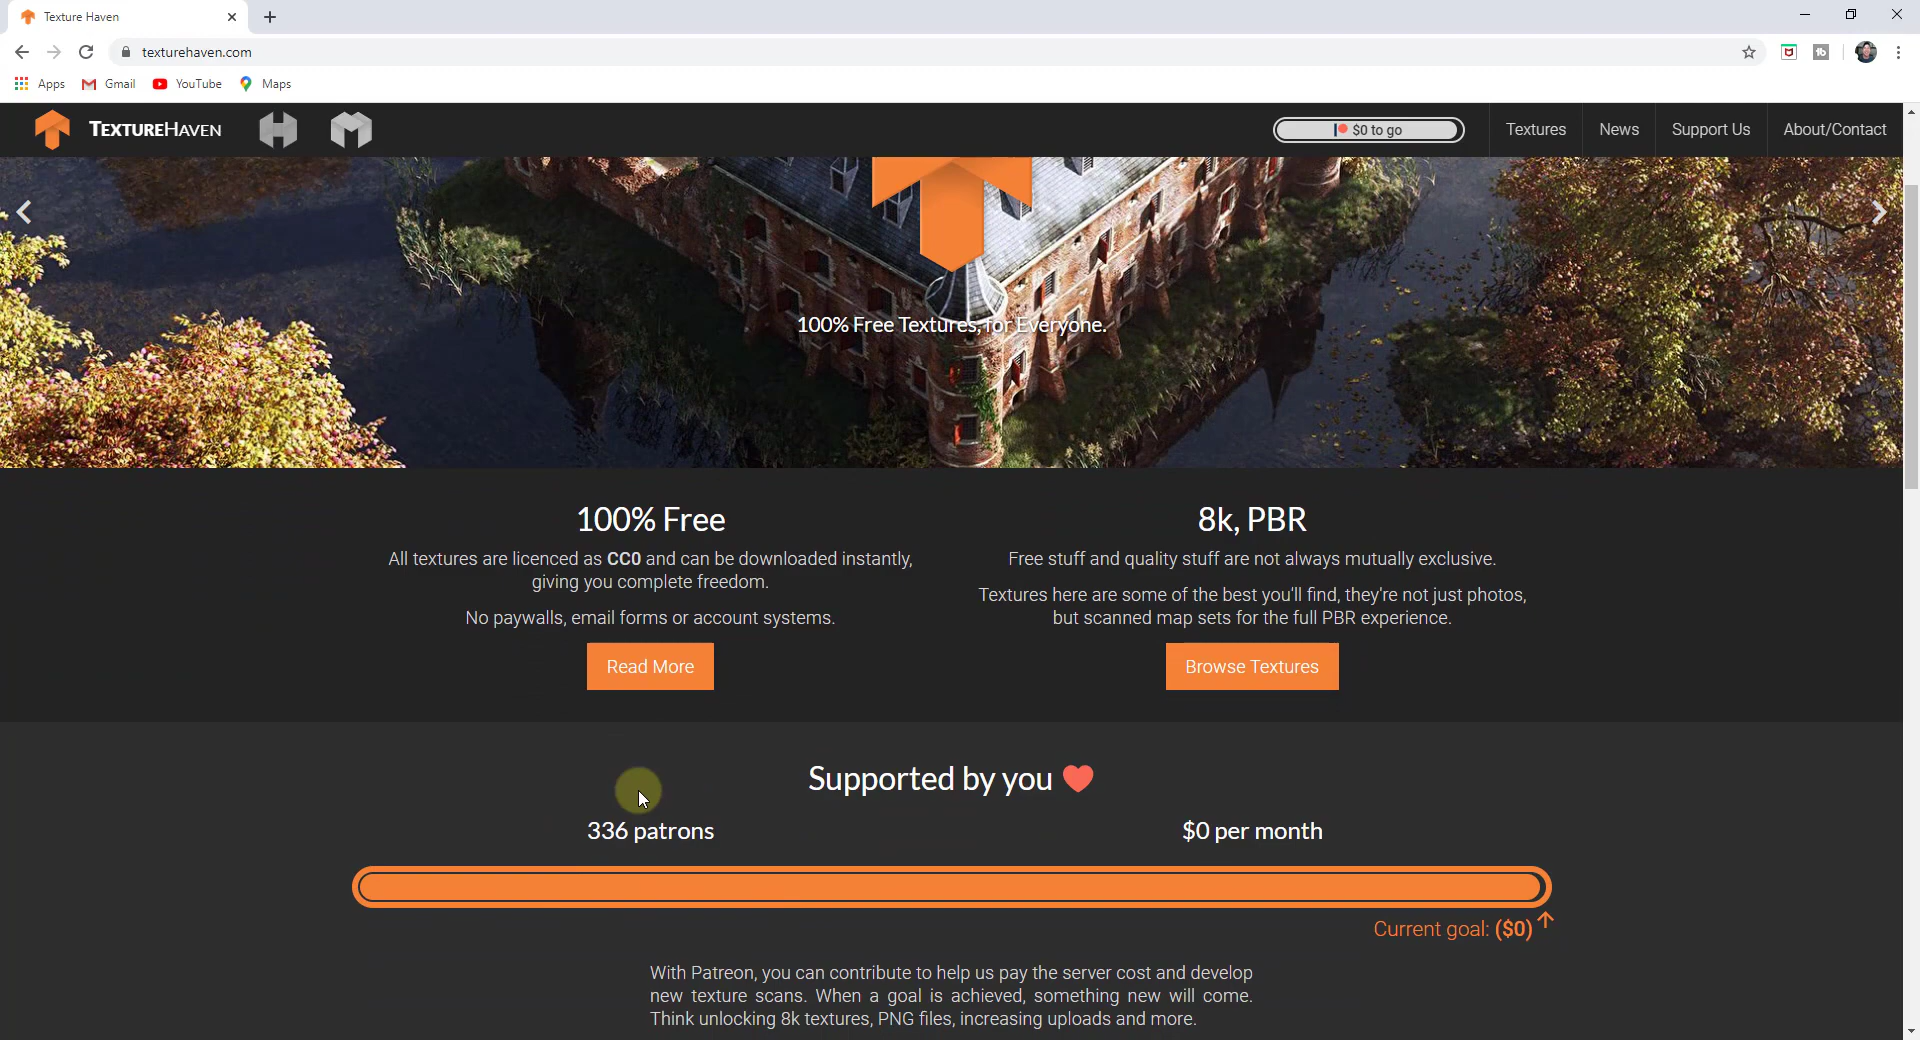 Texture Haven
texturehaven.com
Apps Gmail YouTube Maps
TEXTUREHAVEN $0 to go Textures News Support Us About/Contact
100% Free Textures, for Everyone.
100% Free
All textures are licenced as CC0 and can be downloaded instantly,
giving you complete freedom.
No paywalls, email forms or account systems.
Read More
8k, PBR
Free stuff and quality stuff are not always mutually exclusive.
Textures here are some of the best you'll find, they're not just photos,
but scanned map sets for the full PBR experience.
Browse Textures
Supported by you
336 patrons $0 per month
Current goal: ($0)
With Patreon, you can contribute to help us pay the server cost and develop
new texture scans. When a goal is achieved, something new will come.
Think unlocking 8k textures, PNG files, increasing uploads and more.